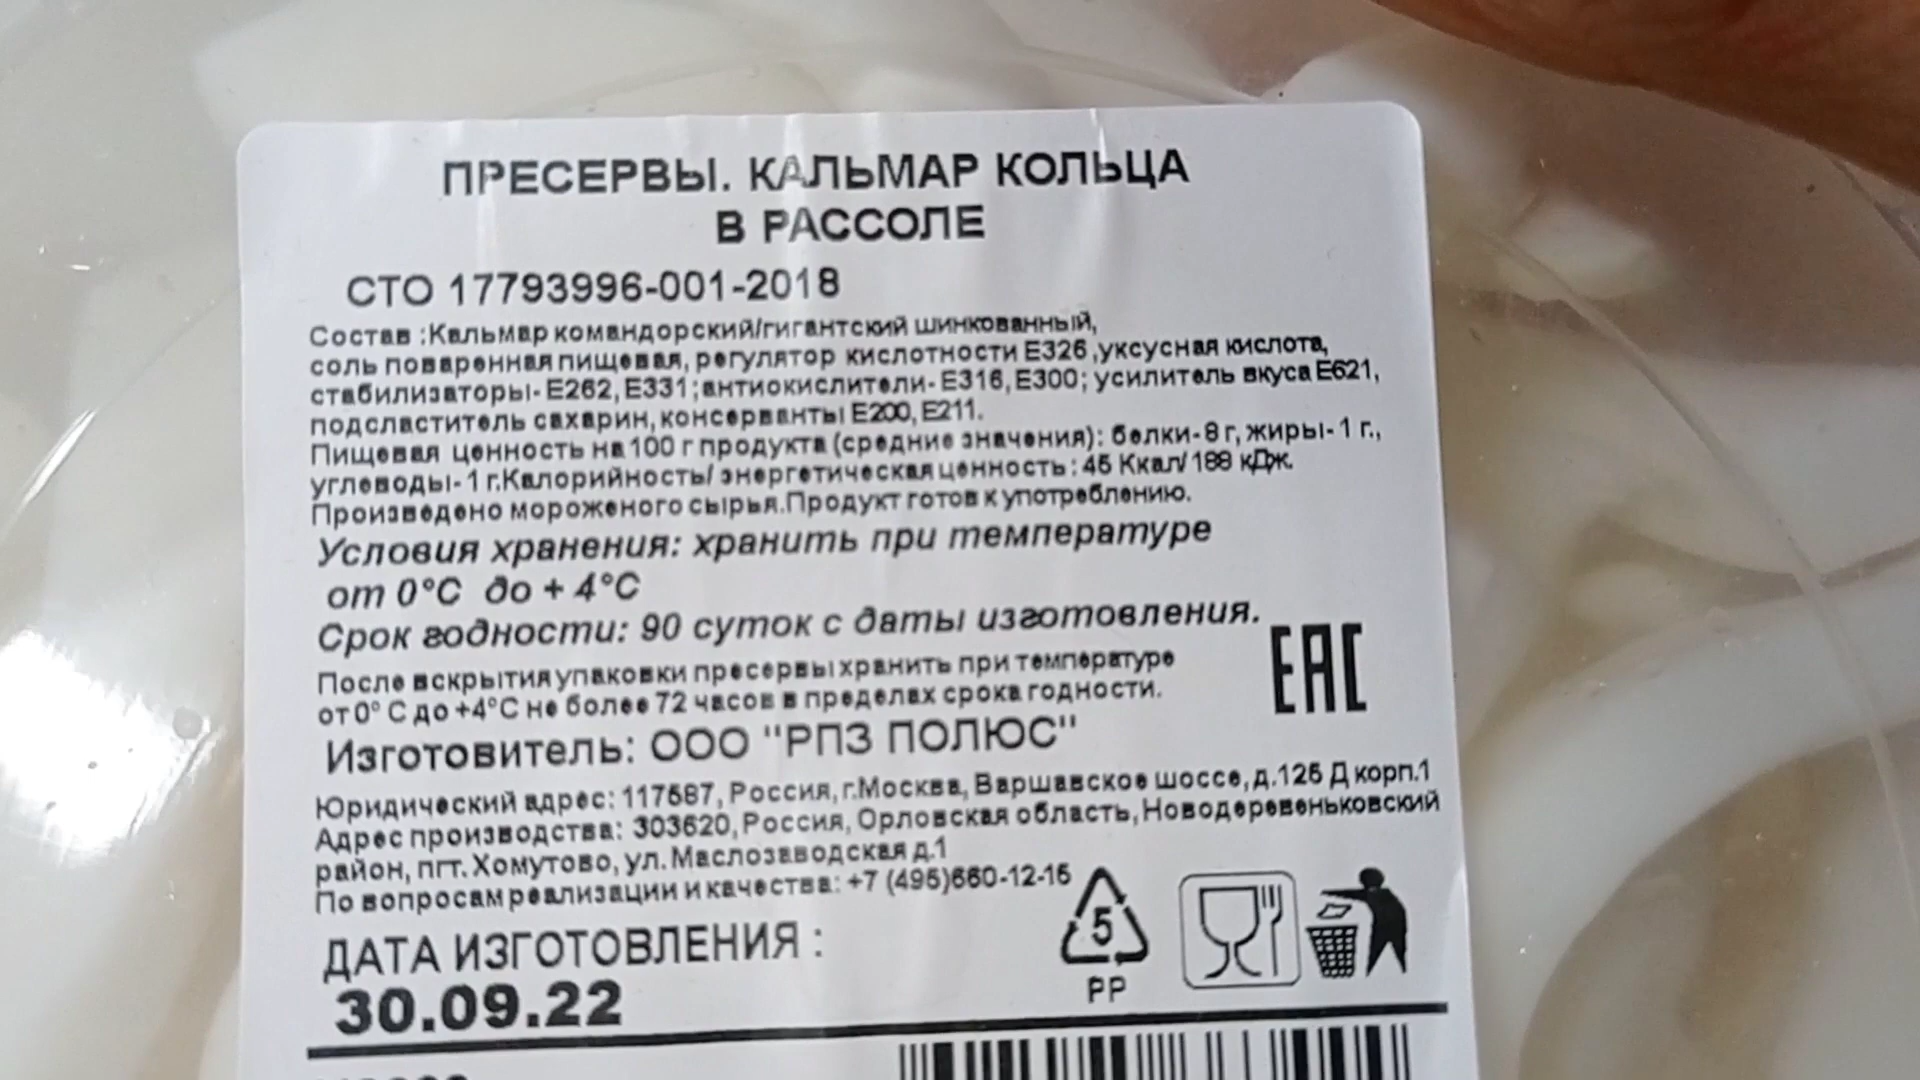 ПРЕСЕРВЫ. КАЛЬМАР КОЛЬЦА
В РАССОЛЕ
СТО 17793996-001-2018
Состав :Кальмар командорский/гигантский шинкованный,
соль поваренная пищевая, регулятор кислотности Е326 ,уксусная кислота,
стабилизаторы- Е262, Е331 ;антиокислители- Е316, Е300; усилитель вкуса Е621,
подсластитель сахарин, консерванты Е200, Е211.
Пищевая ценность на 100 г продукта (средние значения): белки- 8 г, жиры- 1 г.,
углеводы- 1 г.Калорийность/ энергетическая ценность : 45 Ккал/ 188 кДж.
Произведено мороженого сырья.Продукт готов к употреблению.
Условия хранения: хранить при температуре
от 0°С до + 4°С
Срок годности: 90 суток с даты изготовления.
После вскрытия упаковки пресервы хранить при температуре
от 0° С до +4°С не более 72 часов в пределах срока годности.
ЕАС
Изготовитель: ООО "РПЗ ПОЛЮС"
Юридический адрес: 117587, Россия, г.Москва, Варшавское шоссе, д.125 Д корп.1
Адрес производства: 303620, Россия, Орловская область, Новодеревеньковский
район, пгт. Хомутово, ул. Маслозаводская д.1
По вопросам реализации и качества: +7 (495)660-12-15
ДАТА ИЗГОТОВЛЕНИЯ :
30.09.22
5
PP